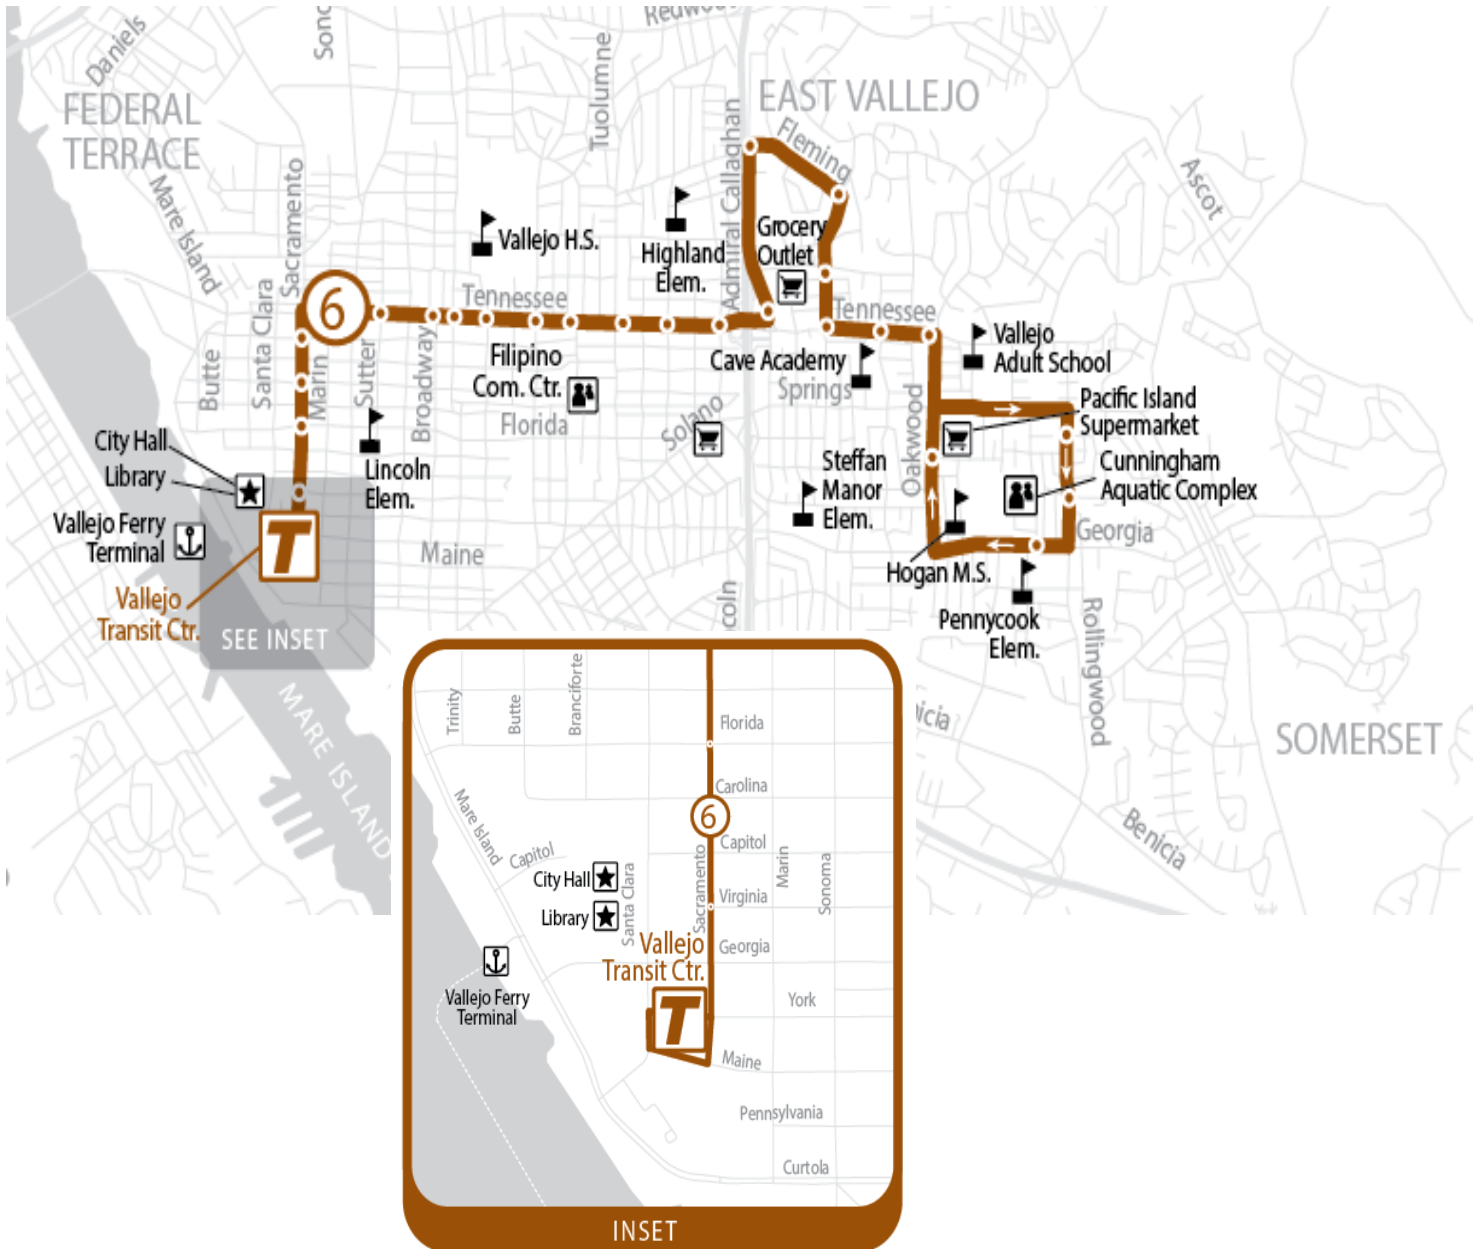 Daniels
Sono
Redwoo
Tuolumne
EAST VALLEJO
FEDERAL
TERRACE
Admiral Callaghan
Fleming
Ascot
Mare Island
Sacramento
Vallejo H.S.
Highland
Elem.
Grocery
Outlet
Santa Clara
6
Tennessee
Tennessee
Vallejo
Adult School
Butte
Marin
Sutter
Broadway
Filipino
Com. Ctr.
Cave Academy
Springs
Florida
Solano
Oakwood
Pacific Island
Supermarket
City Hall
Library
Lincoln
Elem.
Steffan
Manor
Elem.
Cunningham
Aquatic Complex
Vallejo Ferry
Terminal
T
Maine
Georgia
Hogan M.S.
Vallejo
Transit Ctr.
SEE INSET
coln
Pennycook
Elem.
Rollingwood
MARE ISLAND
nicia
SOMERSET
Benicia
Trinity
Butte
Branciforte
Florida
Carolina
Mare Island
6
Capitol
Capitol
City Hall
Santa Clara
Sacramento
Marin
Sonoma
Library
Virginia
Vallejo
Transit Ctr.
Georgia
Vallejo Ferry
Terminal
T
York
Maine
Pennsylvania
Curtola
INSET